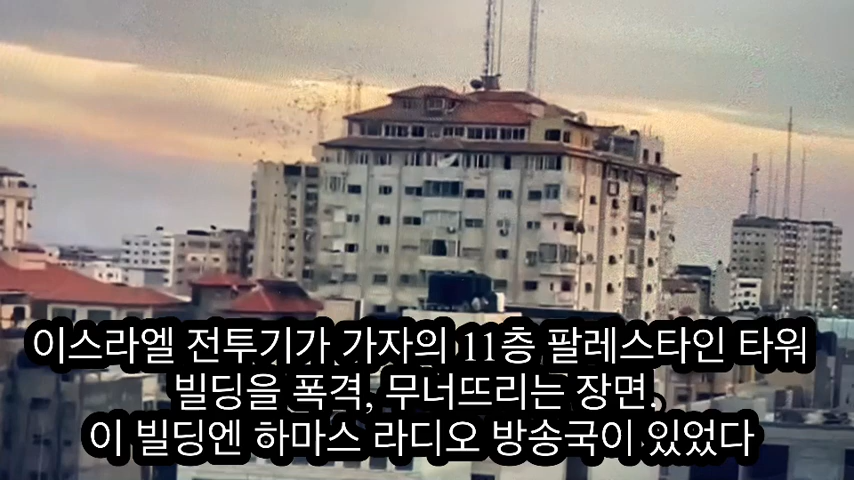 이스라엘 전투기가 가자의 11층 팔레스타인 타워
빌딩을 폭격, 무너뜨리는 장면.
이 빌딩엔 하마스 라디오 방송국이 있었다